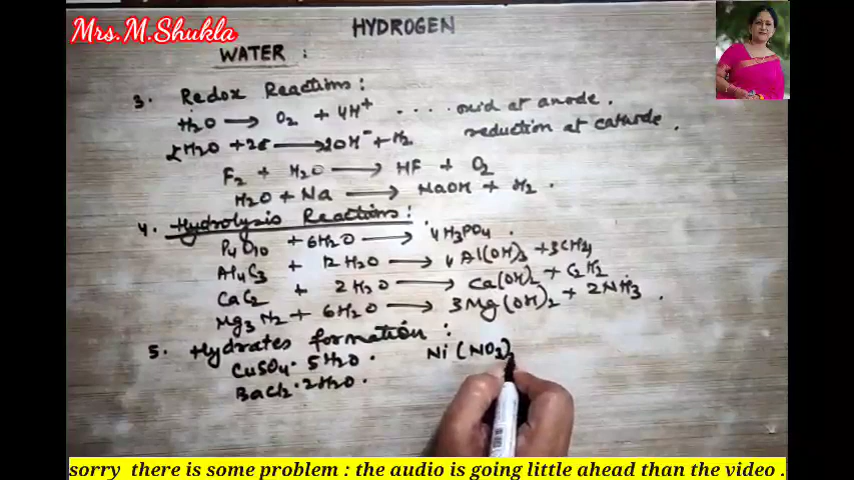 Mrs.M.Shukla
HYDROGEN
WATER :
3. Redox Reactions :
H2O → O2 + 4H+ .... oxid at anode.
2H2O + 2e → 2OH- + H2 reduction at cathode.
F2 + H2O → HF + O2
H2O + Na → NaOH + H2.
4. Hydrolysis Reactions :
P4O10 + 6H2O → 4H3PO4.
Al4C3 + 12H2O → 4Al(OH)3 + 3CH4
CaC2 + 2H2O → Ca(OH)2 + C2H2
Mg3N2 + 6H2O → 3Mg(OH)2 + 2NH3.
5. Hydrates formation :
CuSO4.5H2O. Ni(NO3)
BaCl2.2H2O.
sorry there is some problem : the audio is going little ahead than the video .